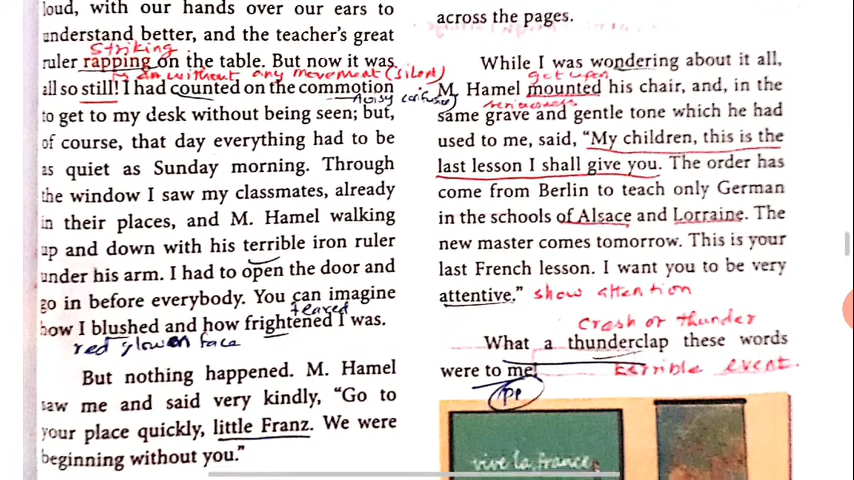 loud, with our hands over our ears to
understand better, and the teacher's great
Striking
ruler rapping on the table. But now it was
without any movement (silent)
all so still! I had counted on the commotion
noisy
to get to my desk without being seen; but,
of course, that day everything had to be
as quiet as Sunday morning. Through
the window I saw my classmates, already
in their places, and M. Hamel walking
up and down with his terrible iron ruler
under his arm. I had to open the door and
go in before everybody. You can imagine
feared
how I blushed and how frightened I was.
red glow on face
But nothing happened. M. Hamel
saw me and said very kindly, "Go to
your place quickly, little Franz. We were
beginning without you."
across the pages.
While I was wondering about it all,
get upon
M. Hamel mounted his chair, and, in the
seriousness
same grave and gentle tone which he had
used to me, said, "My children, this is the
last lesson I shall give you. The order has
come from Berlin to teach only German
in the schools of Alsace and Lorraine. The
new master comes tomorrow. This is your
last French lesson. I want you to be very
attentive." show attention
Crash or thunder
What a thunderclap these words
were to me! terrible event.
vive la france